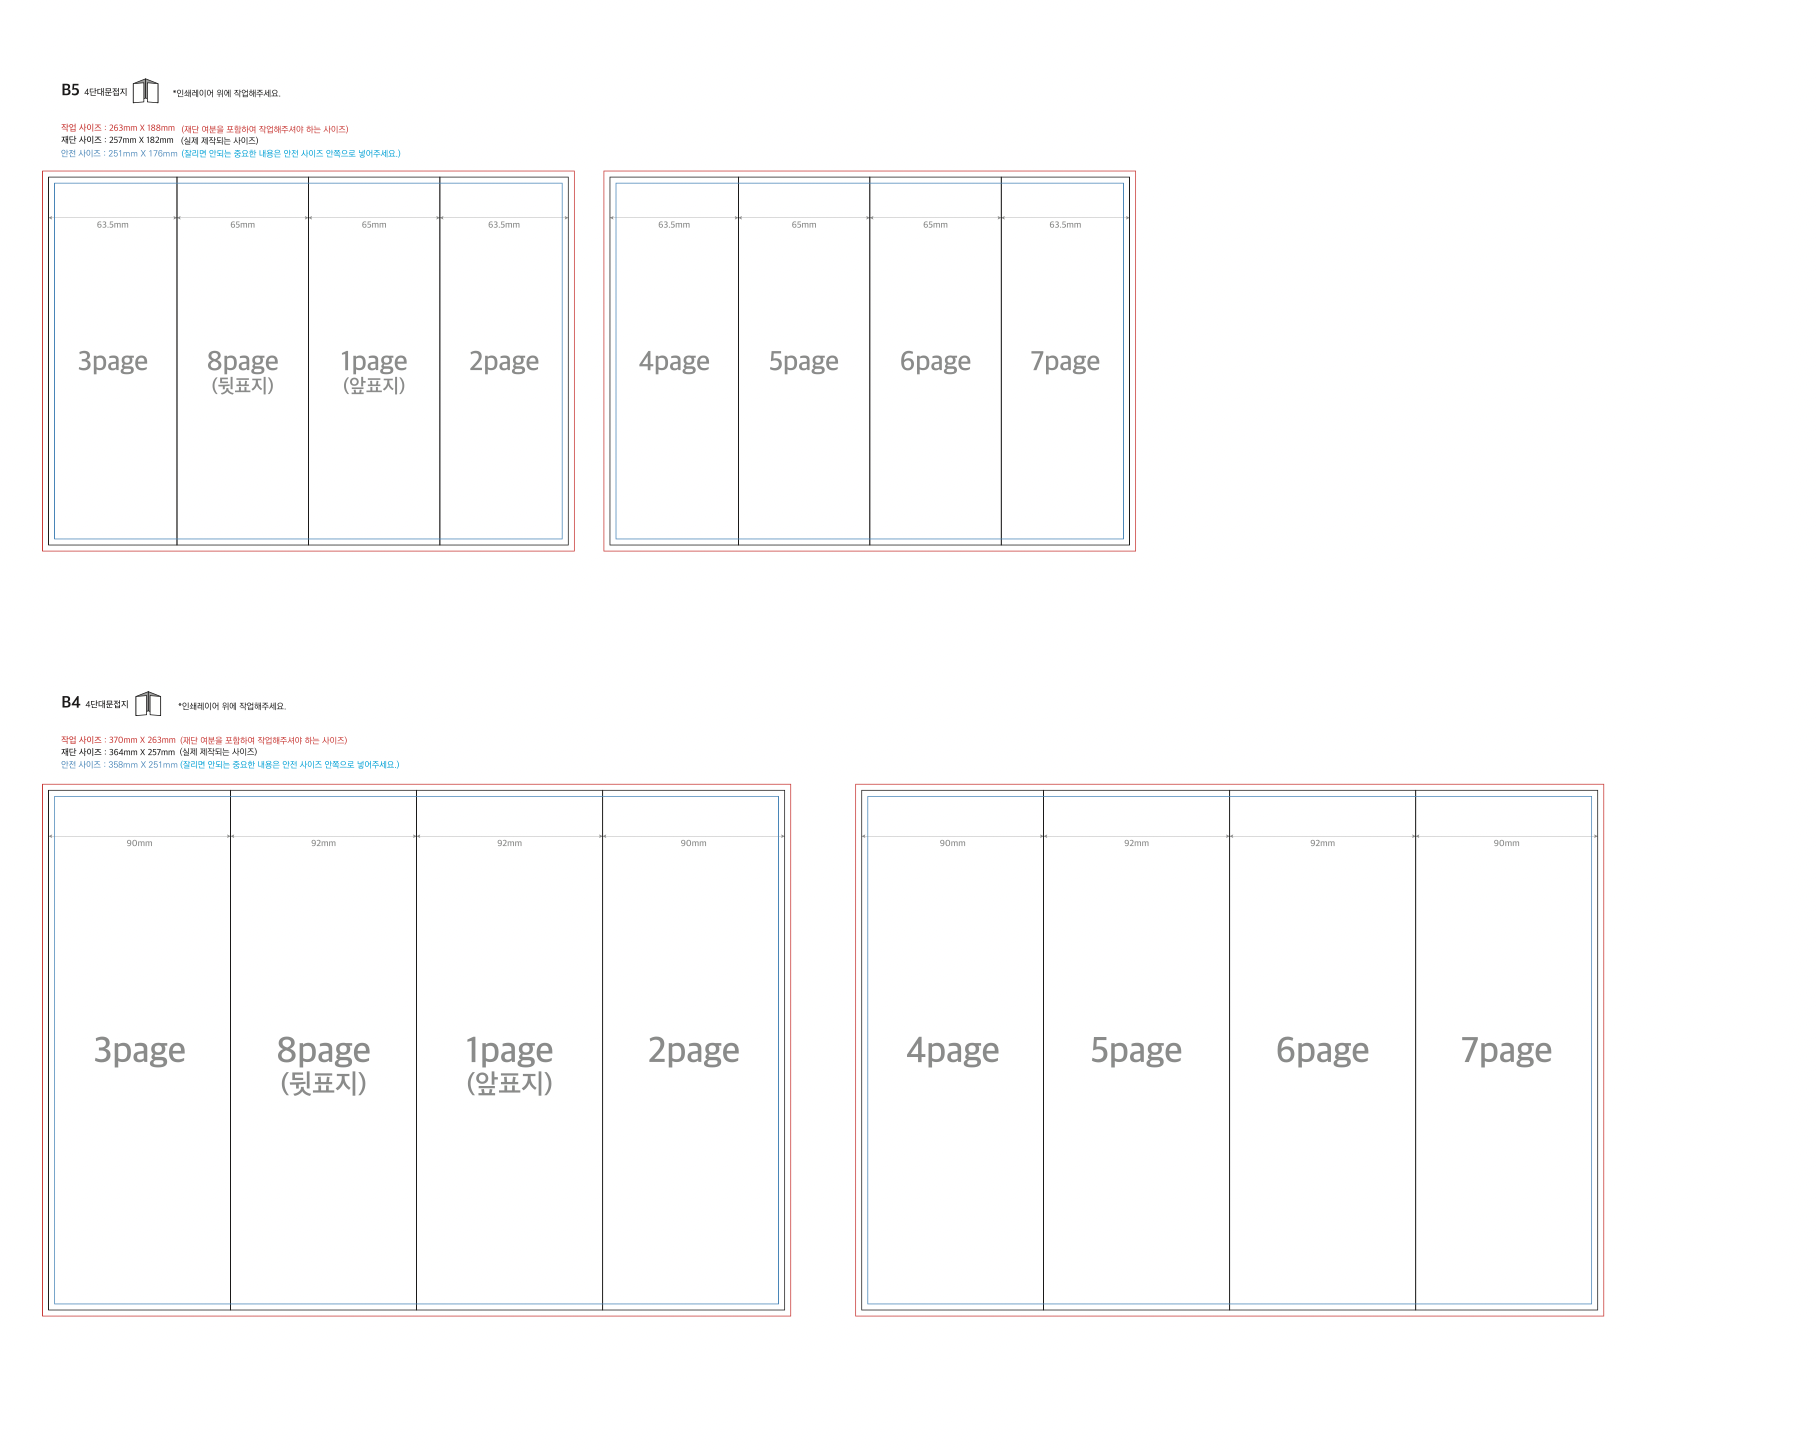 B5 4단대문접지 *인쇄레이어 위에 작업해주세요.
작업 사이즈 : 263mm X 188mm (재단 여분을 포함하여 작업해주셔야 하는 사이즈)
재단 사이즈 : 257mm X 182mm (실제 제작되는 사이즈)
안전 사이즈 : 251mm X 176mm (잘리면 안되는 중요한 내용은 안전 사이즈 안쪽으로 넣어주세요.)
63.5mm 65mm 65mm 63.5mm
63.5mm 65mm 65mm 63.5mm
3page 8page 1page 2page
(뒷표지) (앞표지)
4page 5page 6page 7page
B4 4단대문접지 *인쇄레이어 위에 작업해주세요.
작업 사이즈 : 370mm X 263mm (재단 여분을 포함하여 작업해주셔야 하는 사이즈)
재단 사이즈 : 364mm X 257mm (실제 제작되는 사이즈)
안전 사이즈 : 358mm X 251mm (잘리면 안되는 중요한 내용은 안전 사이즈 안쪽으로 넣어주세요.)
90mm 92mm 92mm 90mm
90mm 92mm 92mm 90mm
3page 8page 1page 2page
(뒷표지) (앞표지)
4page 5page 6page 7page